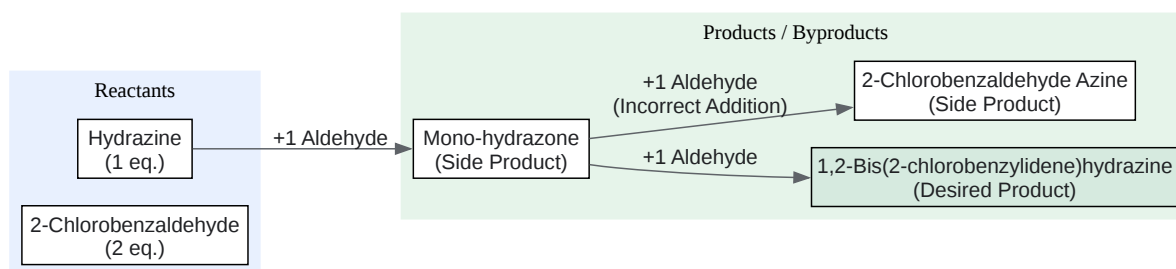 Reactants
Hydrazine
(1 eq.)
2-Chlorobenzaldehyde
(2 eq.)
+1 Aldehyde
Products / Byproducts
Mono-hydrazone
(Side Product)
+1 Aldehyde
(Incorrect Addition)
+1 Aldehyde
2-Chlorobenzaldehyde Azine
(Side Product)
1,2-Bis(2-chlorobenzylidene)hydrazine
(Desired Product)